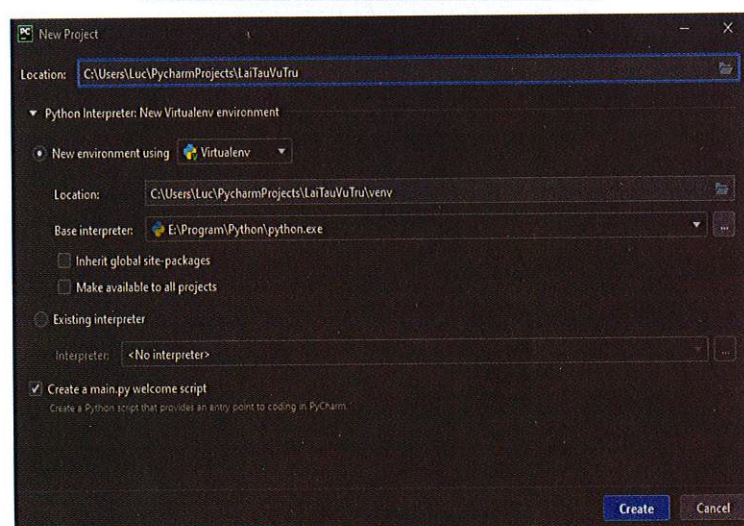 PC New Project
Location: C:\Users\Luc\PycharmProjects\LaiTauVuTru
Python Interpreter: New Virtualenv environment
New environment using Virtualenv
Location: C:\Users\Luc\PycharmProjects\LaiTauVuTru\venv
Base interpreter: E:\Program\Python\python.exe ...
Inherit global site-packages
Make available to all projects
Existing interpreter
Interpreter: <No interpreter> ...
Create a main.py welcome script
Create a Python script that provides an entry point to coding in PyCharm.
Create Cancel